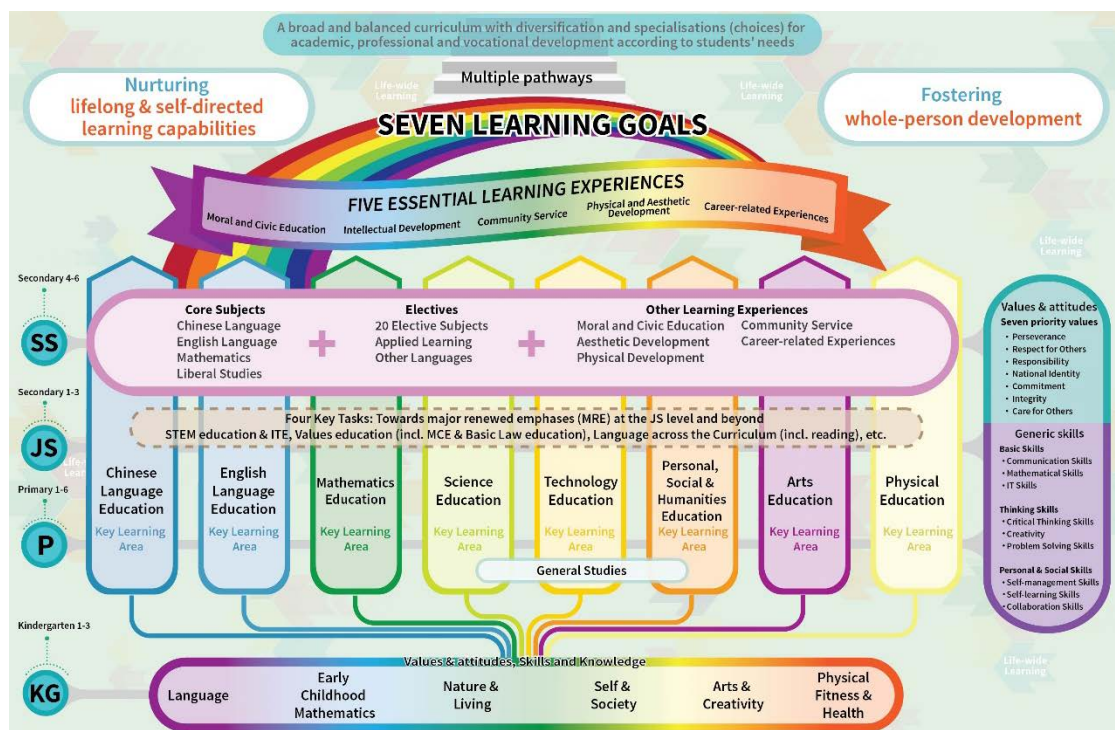 A broad and balanced curriculum with diversification and specialisations (choices) for
academic, professional and vocational development according to students' needs
Multiple pathways
Life-wide
Learning
Life-wide
Learning
Nurturing
lifelong & self-directed
learning capabilities
Fostering
whole-person development
SEVEN LEARNING GOALS
FIVE ESSENTIAL LEARNING EXPERIENCES
Moral and Civic Education
Intellectual Development
Community Service
Physical and Aesthetic
Development
Career-related Experiences
Life-wide
Learning
Secondary 4-6
SS
Core Subjects
Chinese Language
English Language
Mathematics
Liberal Studies
+
Electives
20 Elective Subjects
Applied Learning
Other Languages
+
Other Learning Experiences
Moral and Civic Education
Aesthetic Development
Physical Development
Community Service
Career-related Experiences
Values & attitudes
Seven priority values
• Perseverance
• Respect for Others
• Responsibility
• National Identity
• Commitment
• Integrity
• Care for Others
Secondary 1-3
JS
Four Key Tasks: Towards major renewed emphases (MRE) at the JS level and beyond
STEM education & ITE, Values education (incl. MCE & Basic Law education), Language across the Curriculum (incl. reading), etc.
Generic skills
Basic Skills
• Communication Skills
• Mathematical Skills
• IT Skills
Thinking Skills
• Critical Thinking Skills
• Creativity
• Problem Solving Skills
Personal & Social Skills
• Self-management Skills
• Self-learning Skills
• Collaboration Skills
Primary 1-6
P
Chinese
Language
Education
Key Learning
Area
English
Language
Education
Key Learning
Area
Mathematics
Education
Key Learning
Area
Science
Education
Key Learning
Area
Technology
Education
Key Learning
Area
Personal,
Social &
Humanities
Education
Key Learning
Area
Arts
Education
Key Learning
Area
Physical
Education
Key Learning
Area
General Studies
Kindergarten 1-3
KG
Values & attitudes, Skills and Knowledge
Language
Early
Childhood
Mathematics
Nature &
Living
Self &
Society
Arts &
Creativity
Physical
Fitness &
Health
Life-wide
Learning